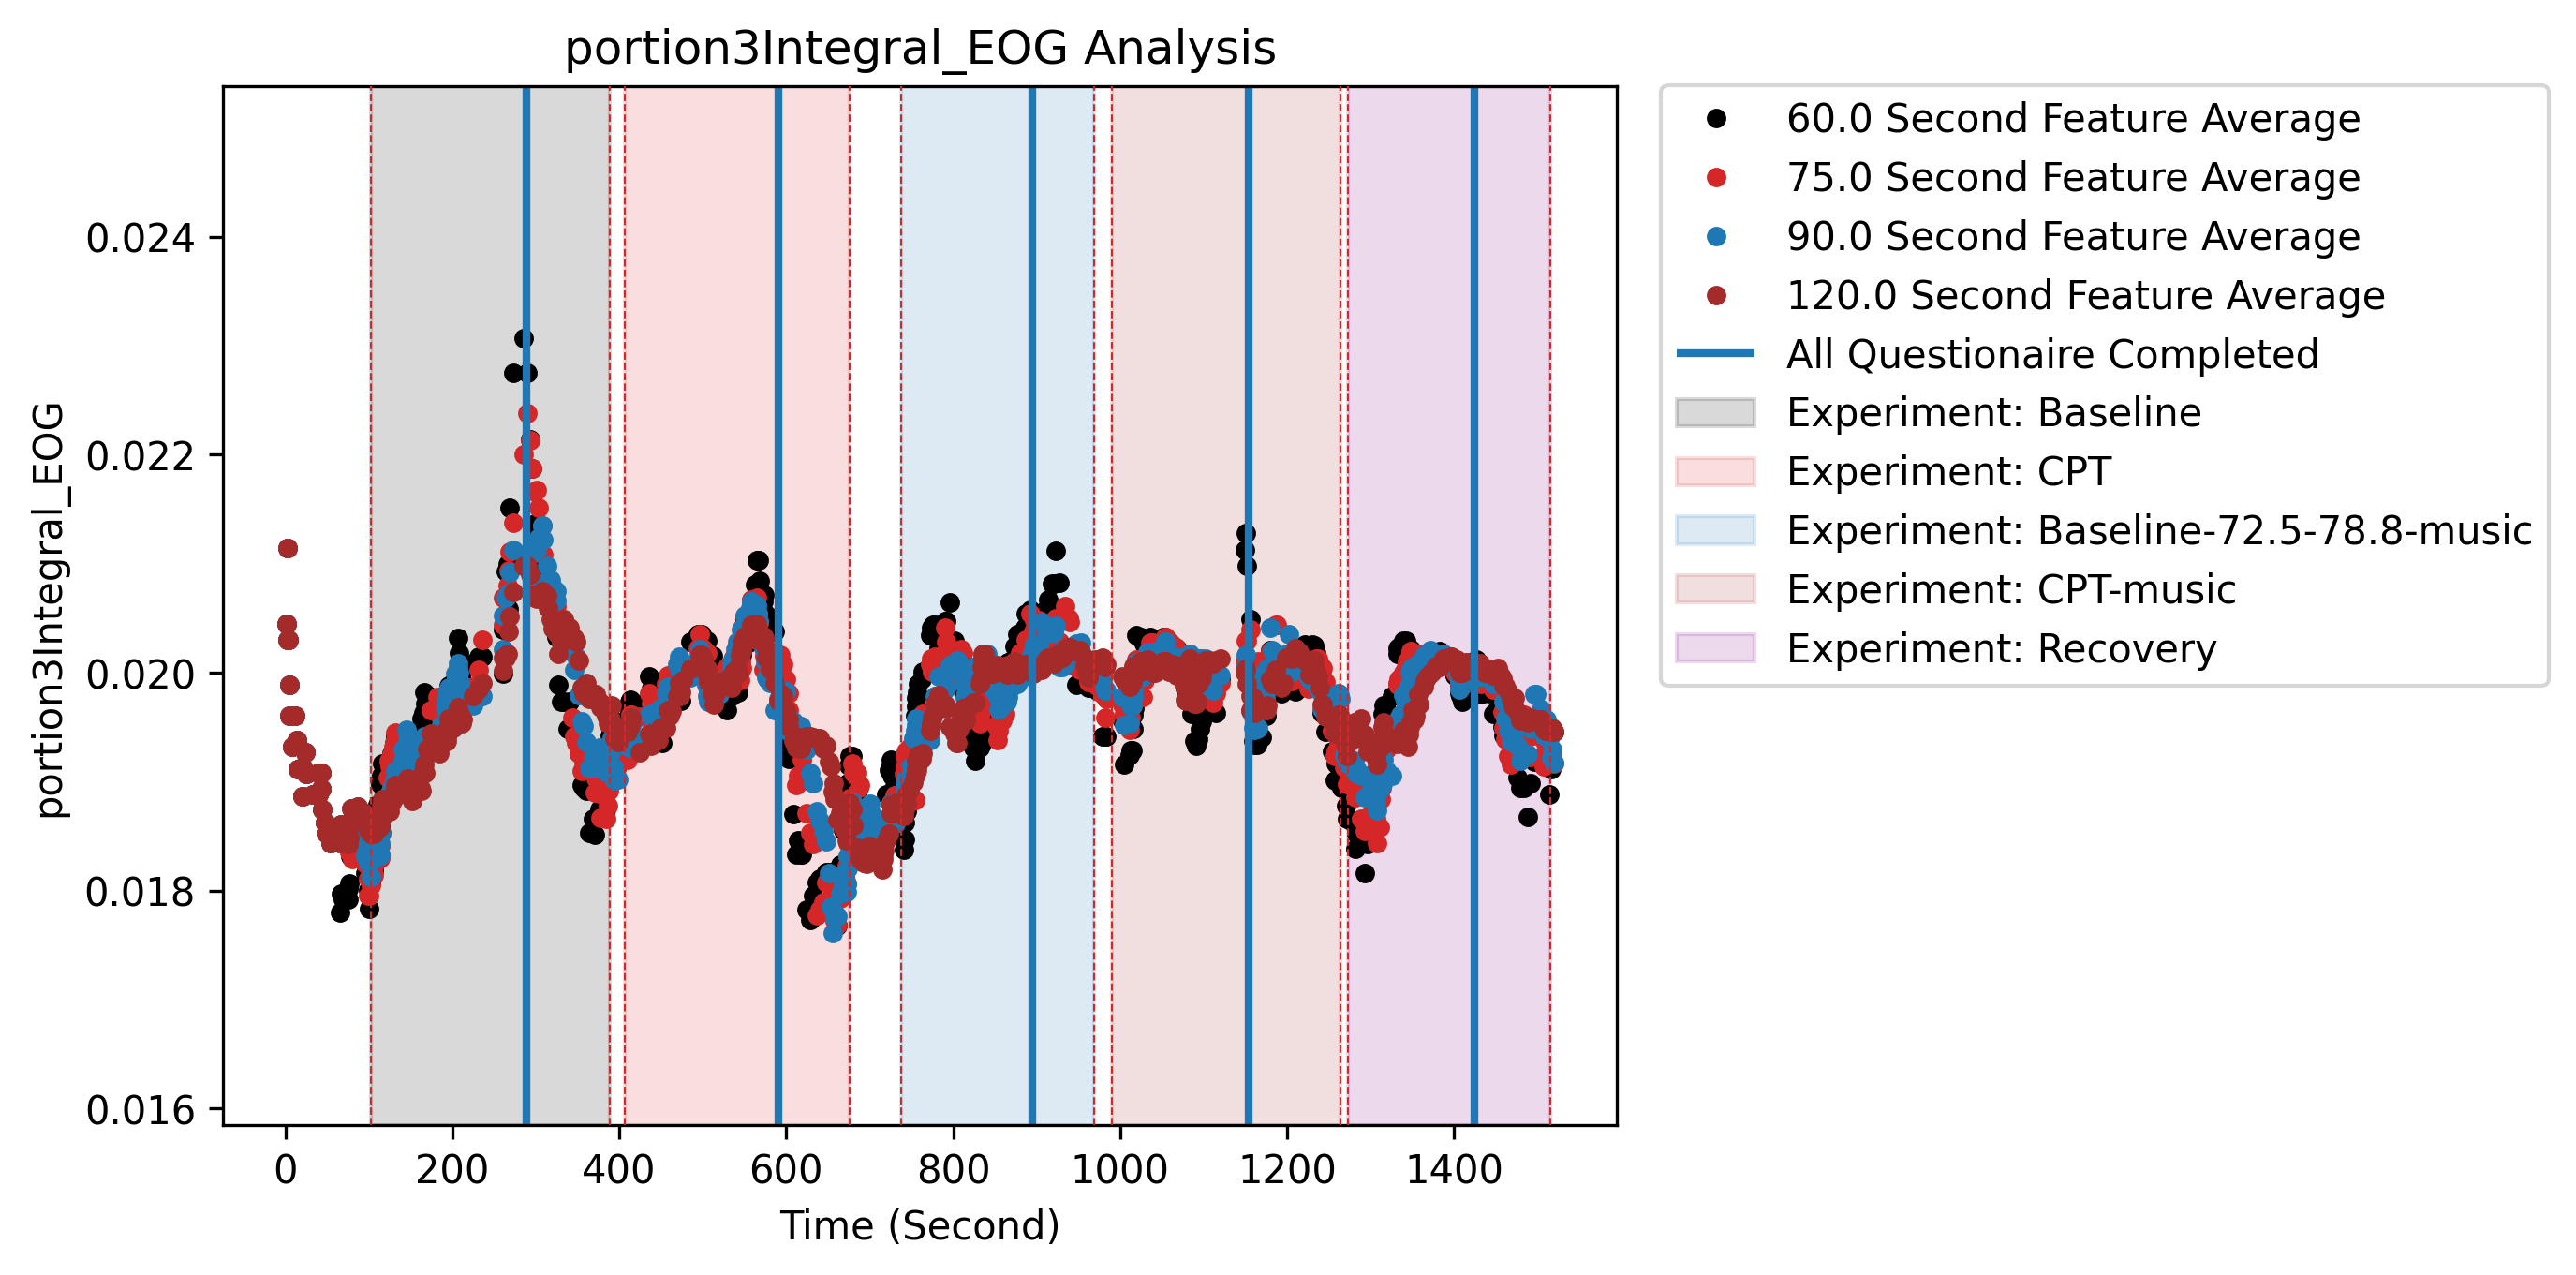 portion3Integral_EOG Analysis
portion3Integral_EOG
0.024
0.022
0.020
0.018
0.016
0
200
400
600
800
1000
1200
1400
Time (Second)
60.0 Second Feature Average
75.0 Second Feature Average
90.0 Second Feature Average
120.0 Second Feature Average
All Questionaire Completed
Experiment: Baseline
Experiment: CPT
Experiment: Baseline-72.5-78.8-music
Experiment: CPT-music
Experiment: Recovery